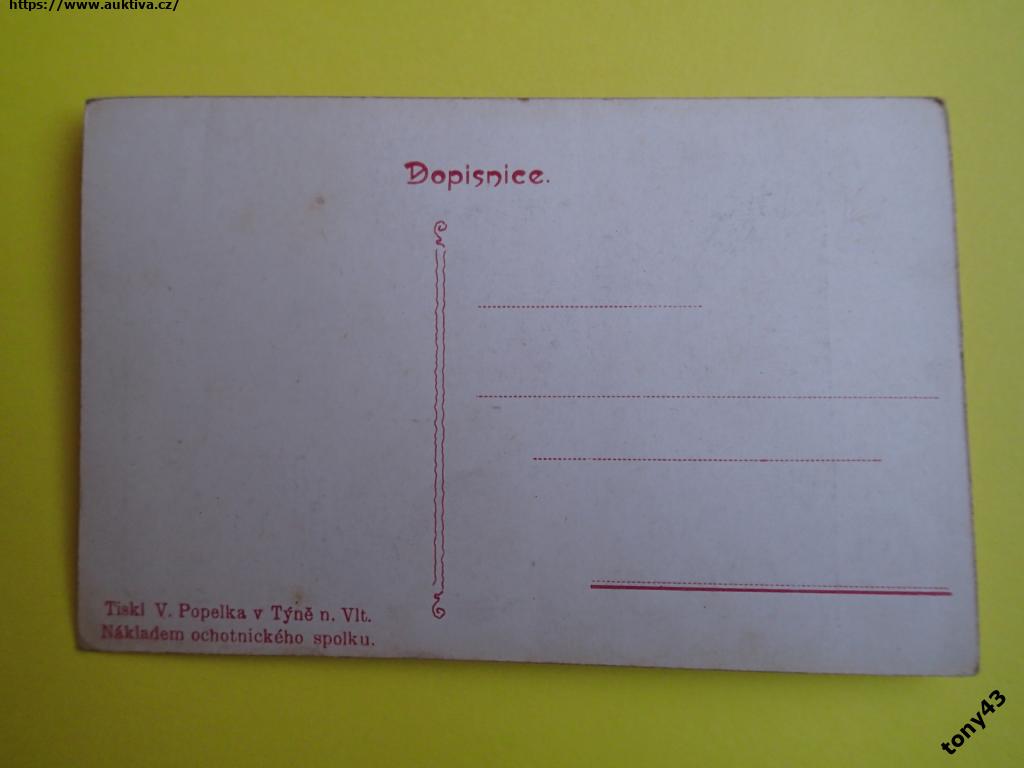 https://www.auktiva.cz/
Dopisnice.
Tiskl V. Popelka v Týně n. Vlt.
Nákladem ochotnického spolku.
tony43